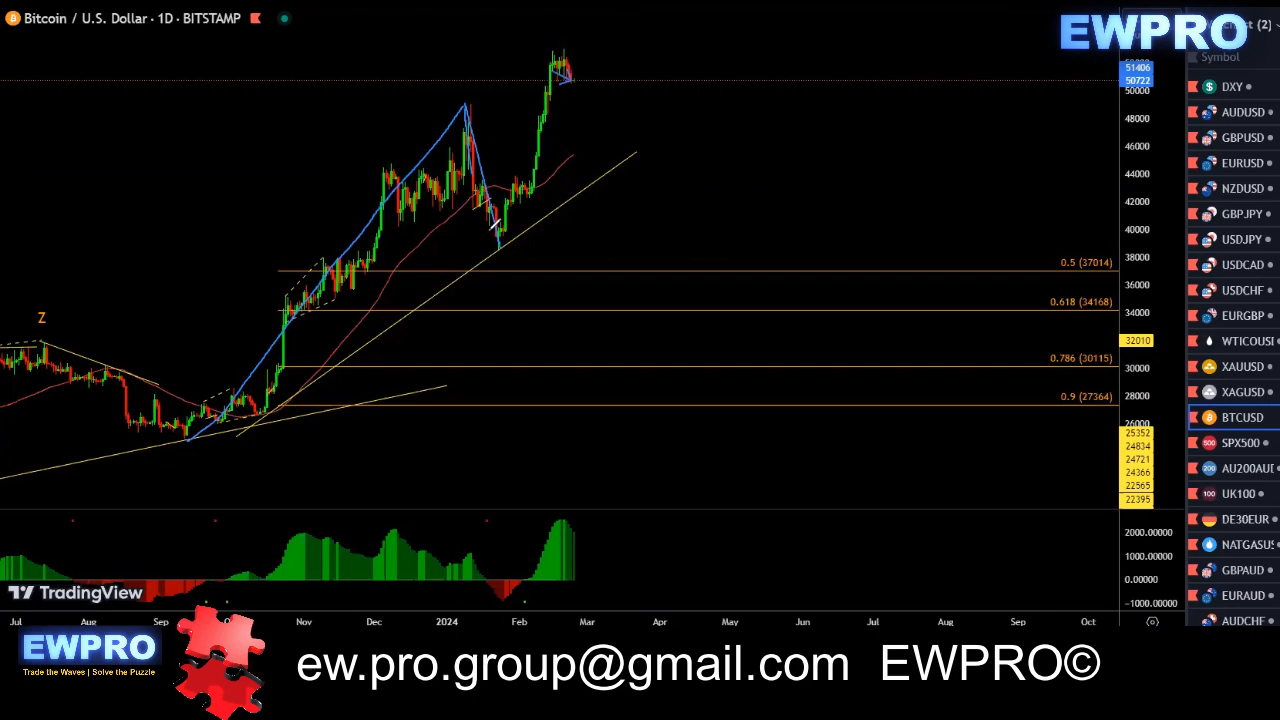 Bitcoin / U.S. Dollar · 1D · BITSTAMP
EWPRO
(2)
Symbol
51406
50722
50000
48000
46000
44000
42000
40000
38000
36000
34000
32010
30000
28000
26000
25352
24834
24721
24366
22565
22395
2000.00000
1000.00000
0.00000
−1000.00000
DXY
AUDUSD
GBPUSD
EURUSD
NZDUSD
GBPJPY
USDJPY
USDCAD
USDCHF
EURGBP
WTICOUSD
XAUUSD
XAGUSD
BTCUSD
SPX500
AU200AUD
UK100
DE30EUR
NATGASUS
GBPAUD
EURAUD
AUDCHF
0.5 (37014)
0.618 (34168)
0.786 (30115)
0.9 (27364)
Z
TradingView
Jul Aug Sep Nov Dec 2024 Feb Mar Apr May Jun Jul Aug Sep Oct
EWPRO
Trade the Waves | Solve the Puzzle
ew.pro.group@gmail.com EWPRO©